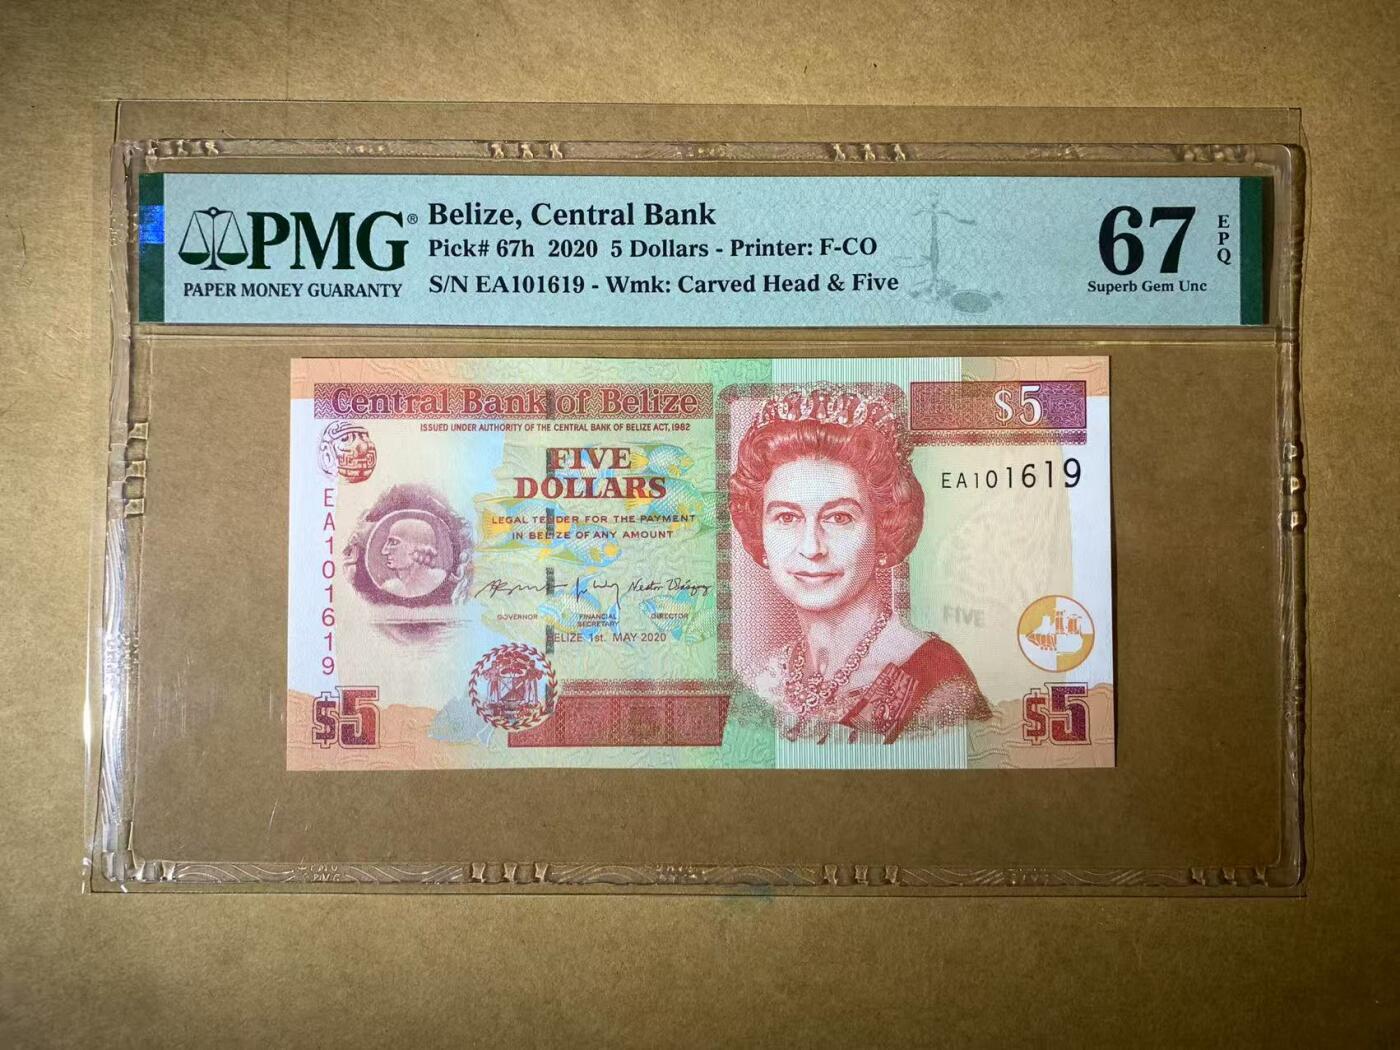 PMG®
PAPER MONEY GUARANTY
Belize, Central Bank
Pick# 67h 2020 5 Dollars - Printer: F-CO
S/N EA101619 - Wmk: Carved Head & Five
67
EPQ
Superb Gem Unc
Central Bank of Belize
ISSUED UNDER AUTHORITY OF THE CENTRAL BANK OF BELIZE ACT, 1982
$5
FIVE
DOLLARS
EA101619
LEGAL TENDER FOR THE PAYMENT
IN BELIZE OF ANY AMOUNT
EA101619
Nestor Vasquez
GOVERNOR
FINANCIAL
SECRETARY
DIRECTOR
BELIZE 1st. MAY 2020
FIVE
$5
$5